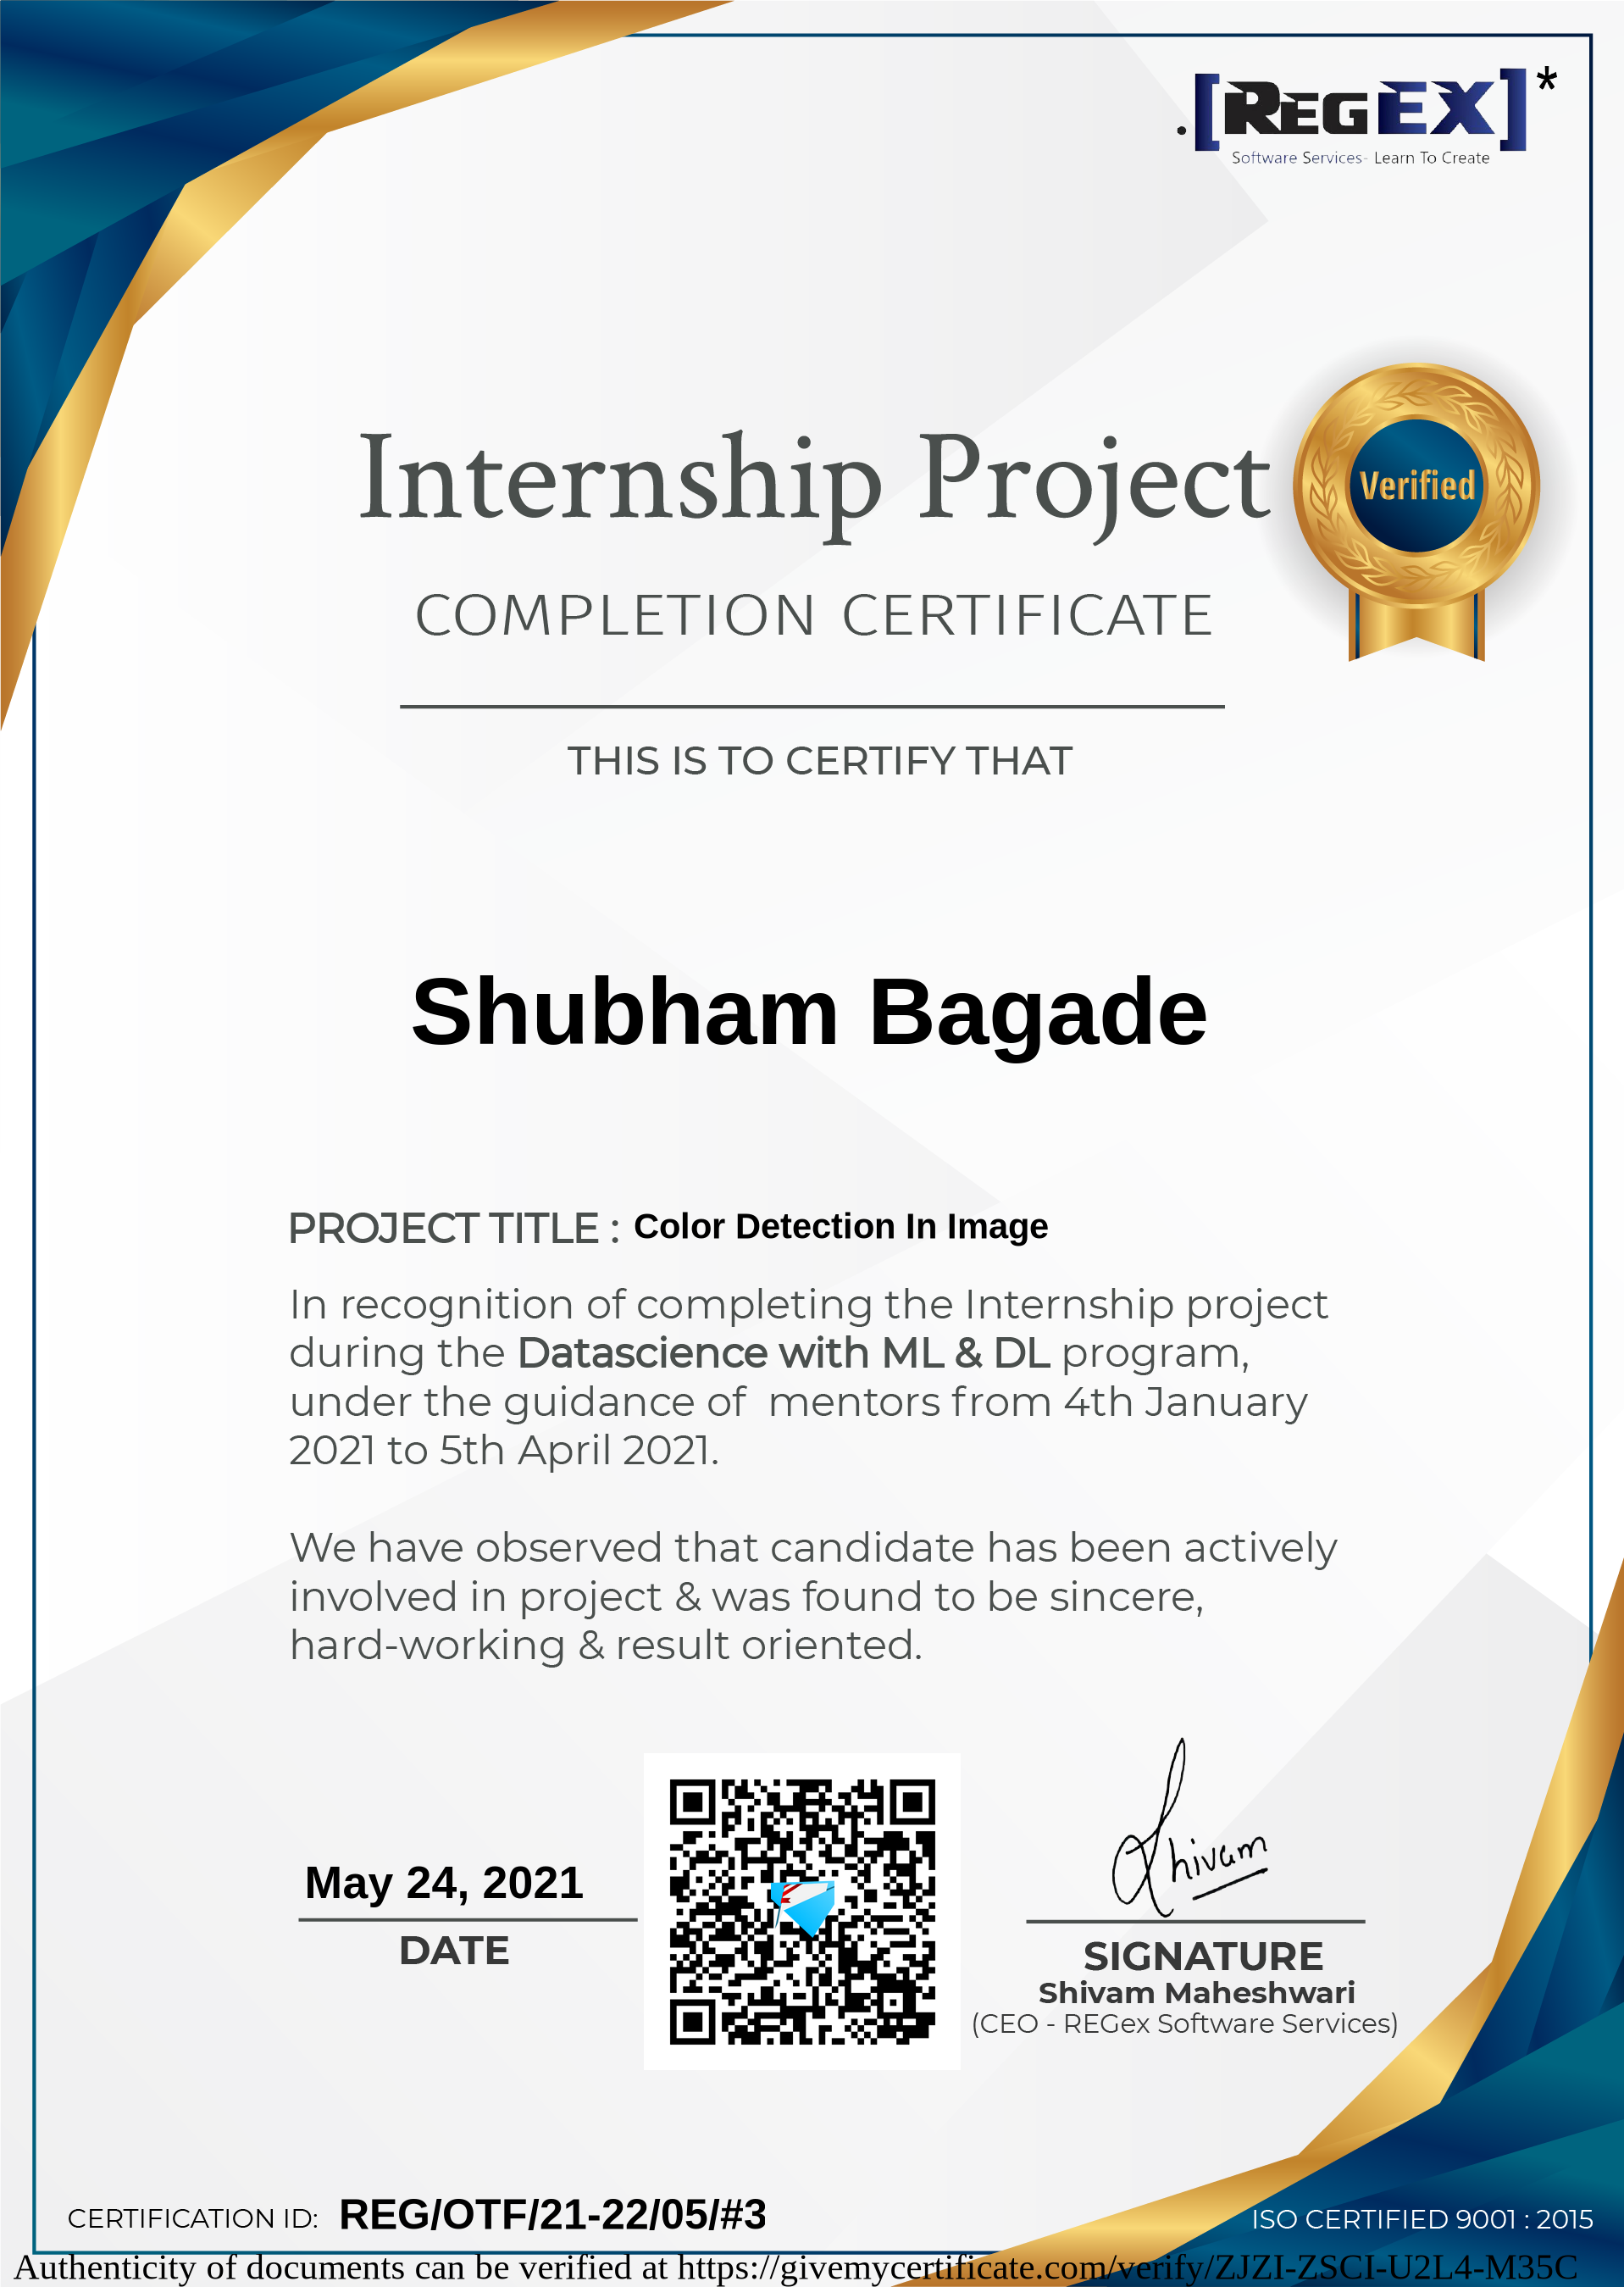 .[REGEX]*
Software Services- Learn To Create
Internship Project
Verified
COMPLETION CERTIFICATE
THIS IS TO CERTIFY THAT
Shubham Bagade
PROJECT TITLE : Color Detection In Image
In recognition of completing the Internship project
during the Datascience with ML & DL program,
under the guidance of  mentors from 4th January
2021 to 5th April 2021.
We have observed that candidate has been actively
involved in project & was found to be sincere,
hard-working & result oriented.
May 24, 2021
DATE
Shivam
SIGNATURE
Shivam Maheshwari
(CEO - REGex Software Services)
CERTIFICATION ID: REG/OTF/21-22/05/#3
ISO CERTIFIED 9001 : 2015
Authenticity of documents can be verified at https://givemycertificate.com/verify/ZJZI-ZSCI-U2L4-M35C